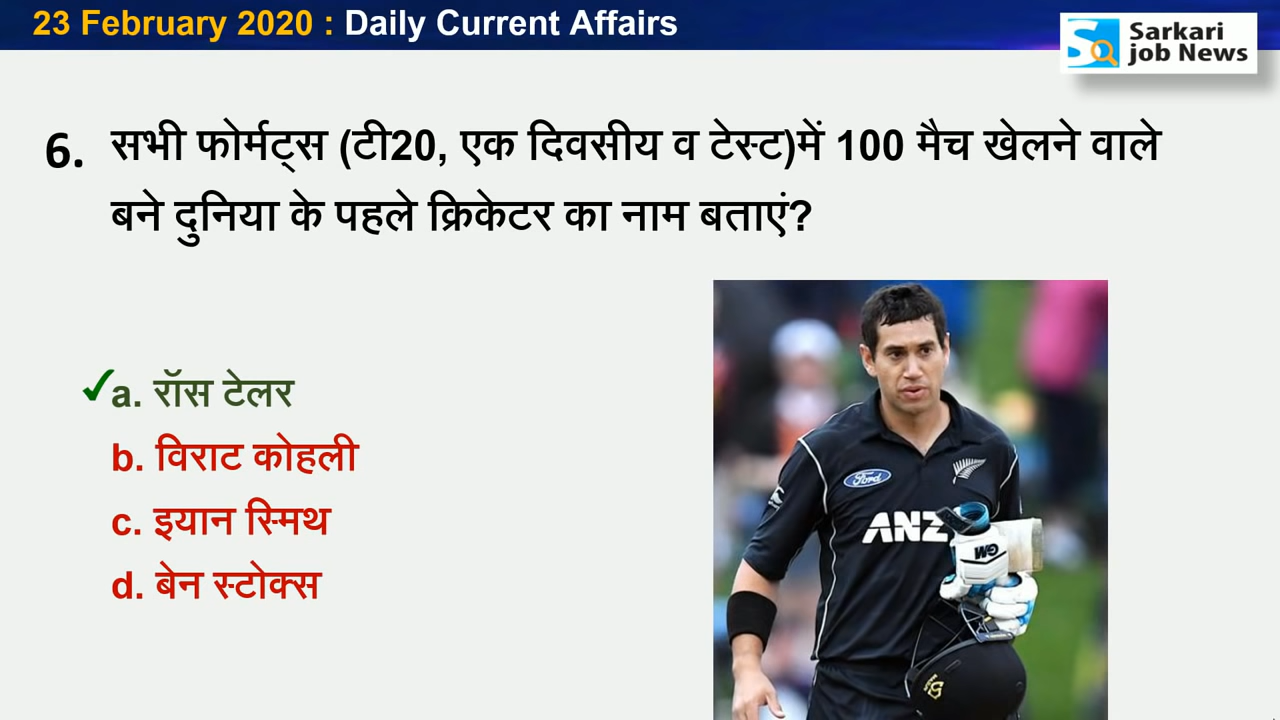 23 February 2020 : Daily Current Affairs
Sarkari
job News
6. सभी फोर्मट्स (टी20, एक दिवसीय व टेस्ट)में 100 मैच खेलने वाले
बने दुनिया के पहले क्रिकेटर का नाम बताएं?
✓a. रॉस टेलर
b. विराट कोहली
c. इयान स्मिथ
d. बेन स्टोक्स
Ford
ANZ
GM